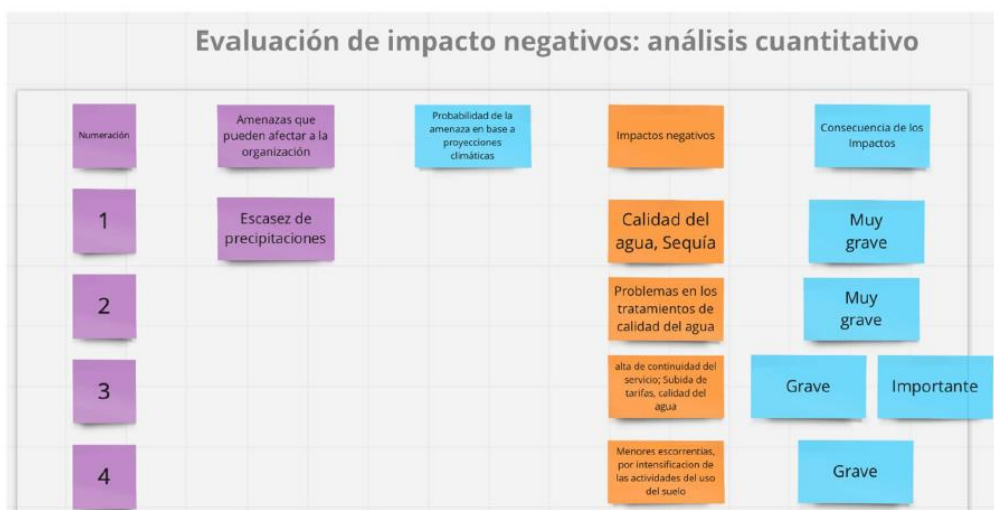 Evaluación de impacto negativos: análisis cuantitativo
Numeración
Amenazas que
pueden afectar a la
organización
Probabilidad de la
amenaza en base a
proyecciones
climáticas
Impactos negativos
Consecuencia de los
Impactos
1
Escasez de
precipitaciones
Calidad del
agua, Sequía
Muy
grave
2
Problemas en los
tratamientos de
calidad del agua
Muy
grave
3
alta de continuidad del
servicio; Subida de
tarifas, calidad del
agua
Grave
Importante
4
Menores escorrentias,
por intensificacion de
las actividades del uso
del suelo
Grave